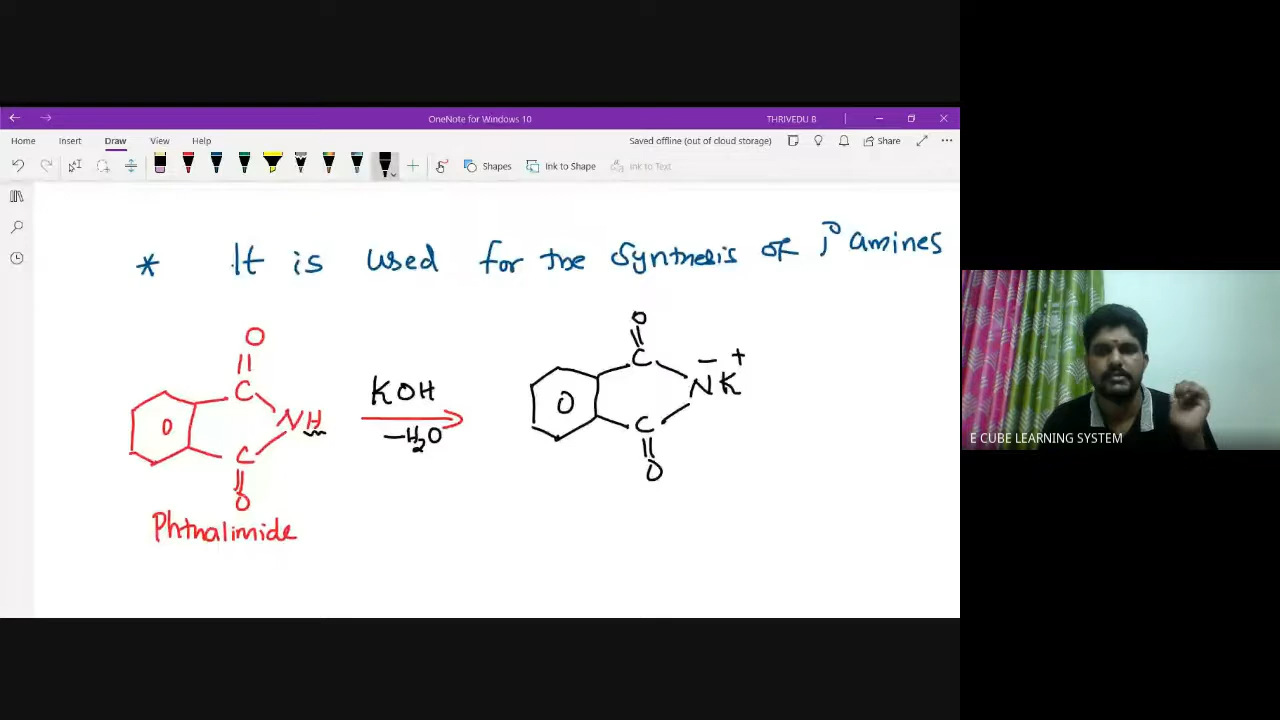 OneNote for Windows 10
THRIVEDU B
Home Insert Draw View Help
Saved offline (out of cloud storage)
Share
Shapes
Ink to Shape
Ink to Text
* It is used for the synthesis of 1° amines
O
O
C
C
KOH
N K
− +
NH
−H2O
C
C
O
O
Phthalimide
E CUBE LEARNING SYSTEM